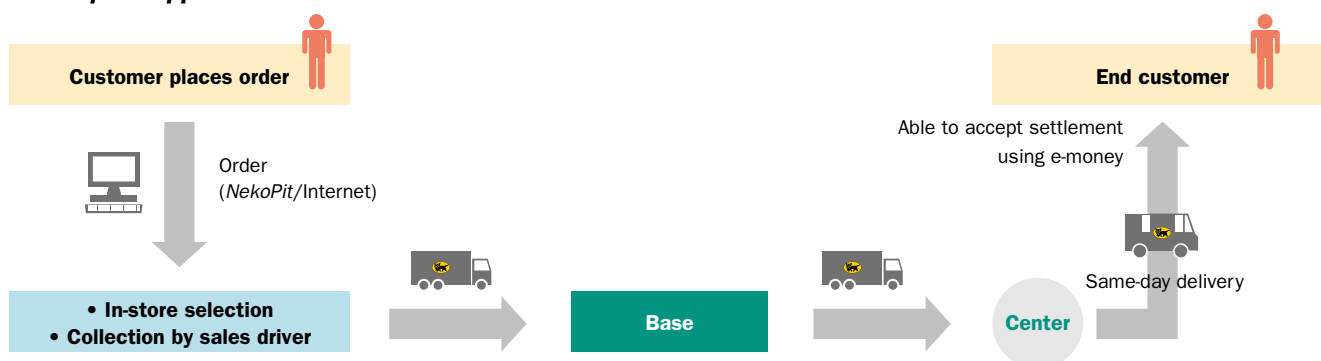 Customer places order
End customer
Able to accept settlement
using e-money
Order
(NekoPit/Internet)
Same-day delivery
• In-store selection
• Collection by sales driver
Base
Center